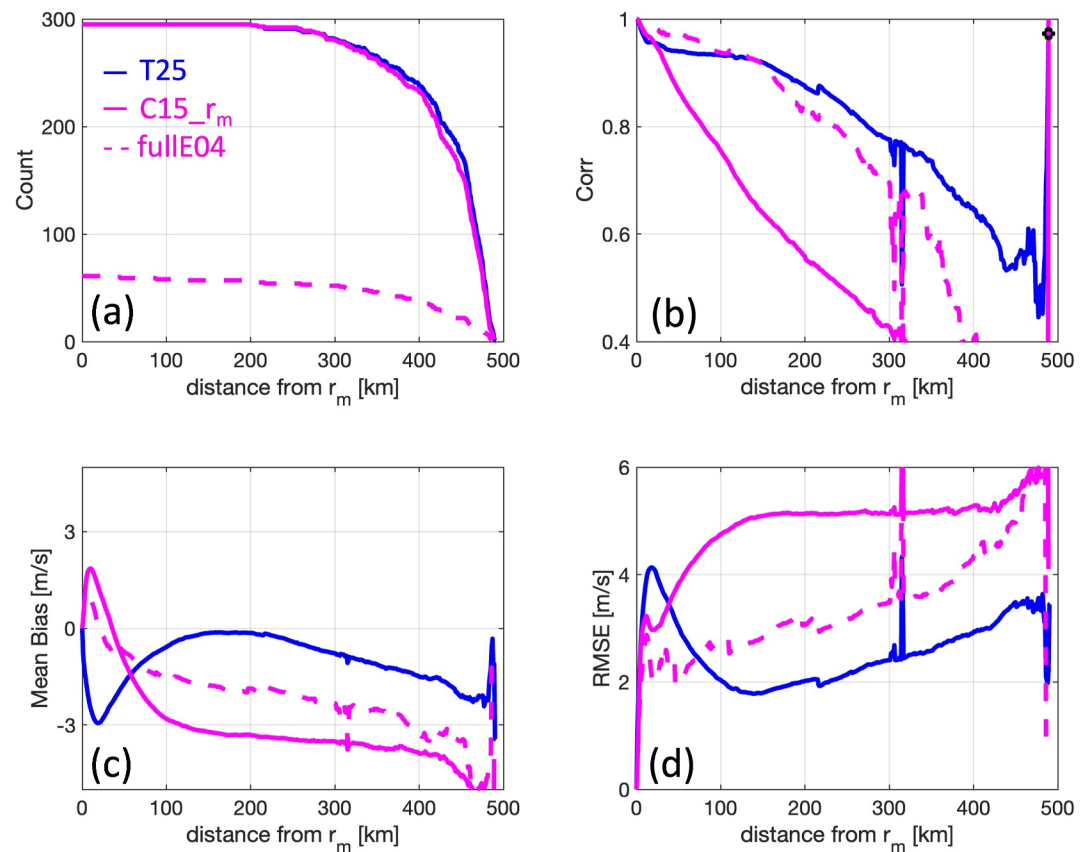 (a)
300
200
100
0
Count
T25
C15_rm
fullE04
0 100 200 300 400 500
distance from rm [km]
(b)
1
0.8
0.6
0.4
Corr
0 100 200 300 400 500
distance from rm [km]
(c)
3
0
-3
Mean Bias [m/s]
0 100 200 300 400 500
distance from rm [km]
(d)
6
4
2
0
RMSE [m/s]
0 100 200 300 400 500
distance from rm [km]